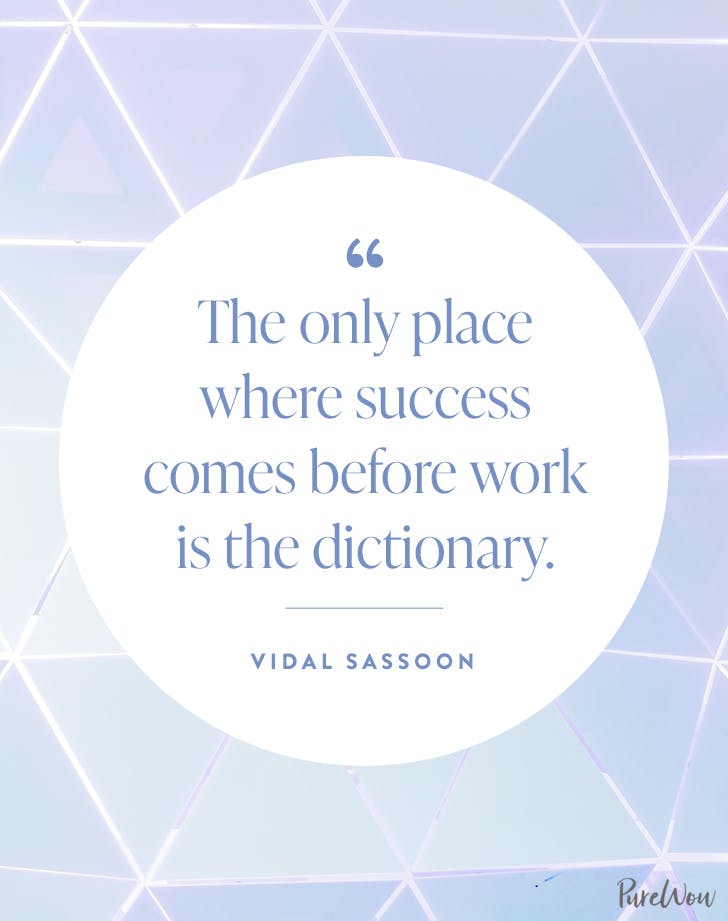 “
The only place
where success
comes before work
is the dictionary.
VIDAL SASSOON
PureWow